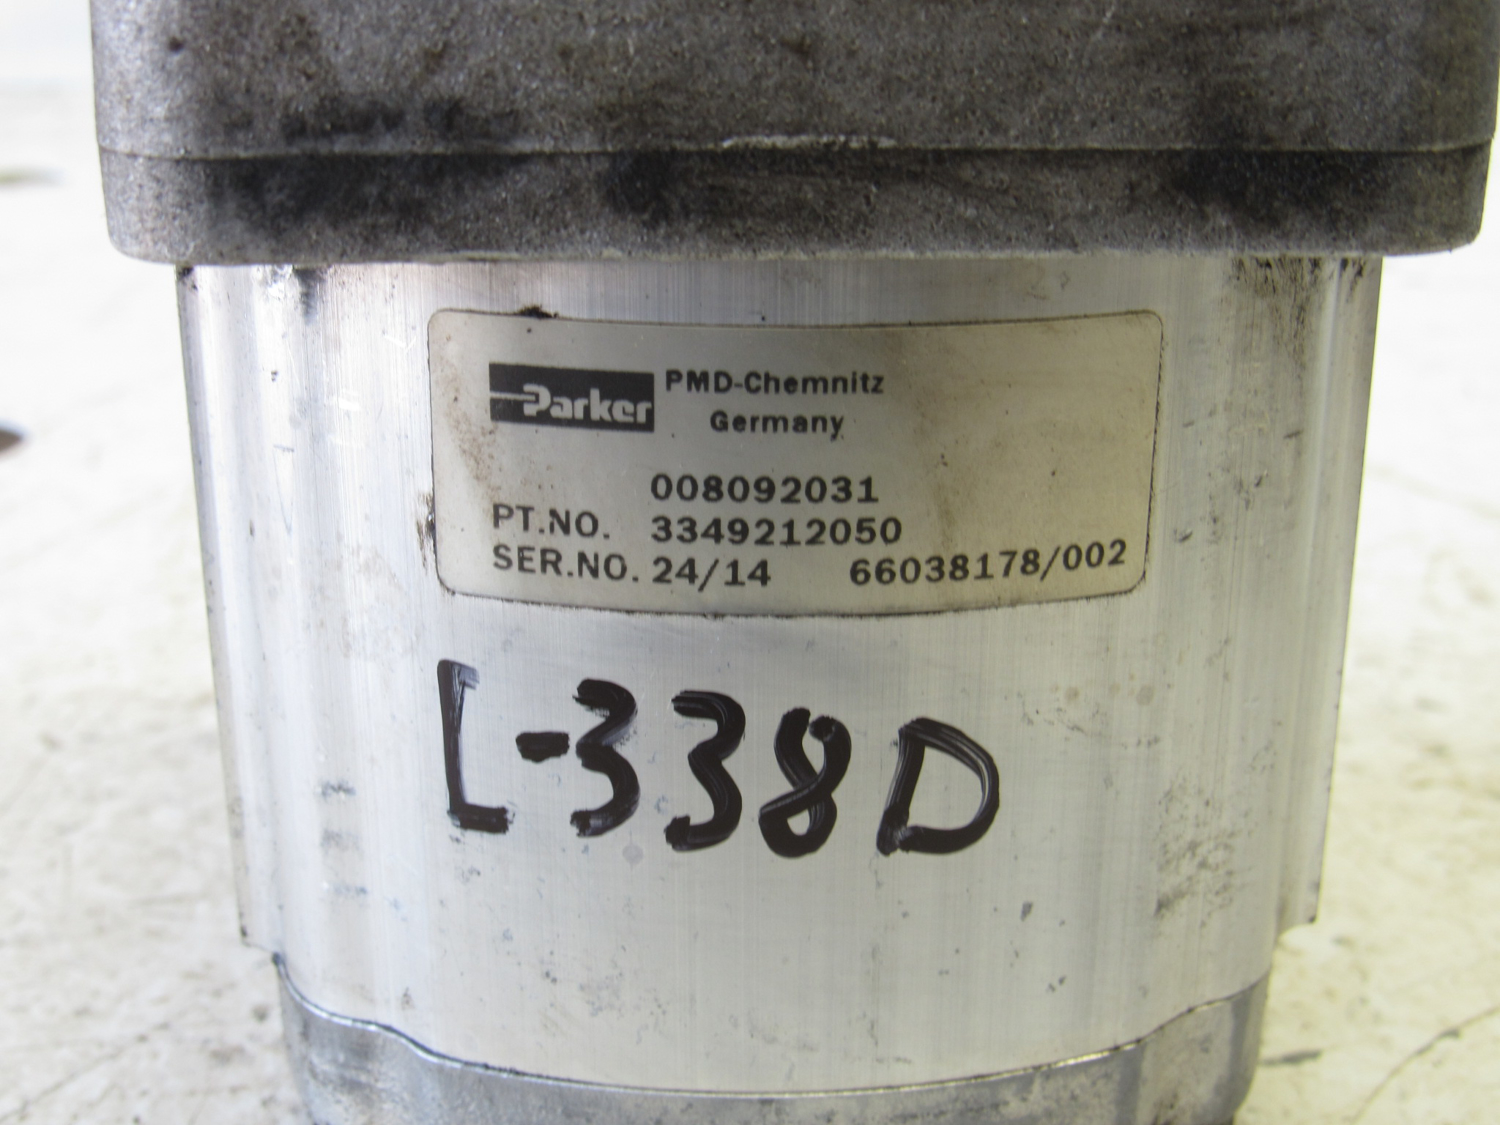 Parker PMD-Chemnitz
Germany
008092031
PT.NO. 3349212050
SER.NO. 24/14 66038178/002
L-338D